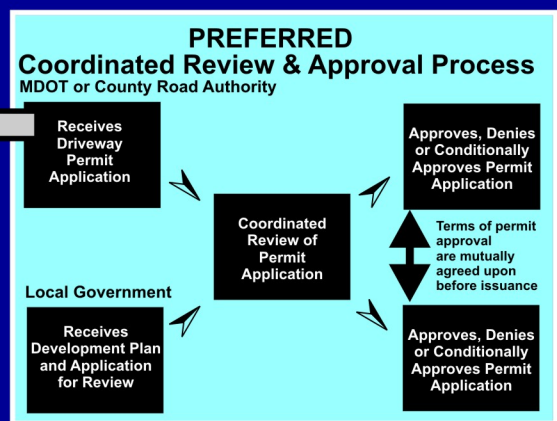 PREFERRED
Coordinated Review & Approval Process
MDOT or County Road Authority
Receives
Driveway
Permit
Application
Approves, Denies
or Conditionally
Approves Permit
Application
Coordinated
Review of
Permit
Application
Terms of permit
approval
are mutually
agreed upon
before issuance
Local Government
Receives
Development Plan
and Application
for Review
Approves, Denies
or Conditionally
Approves Permit
Application